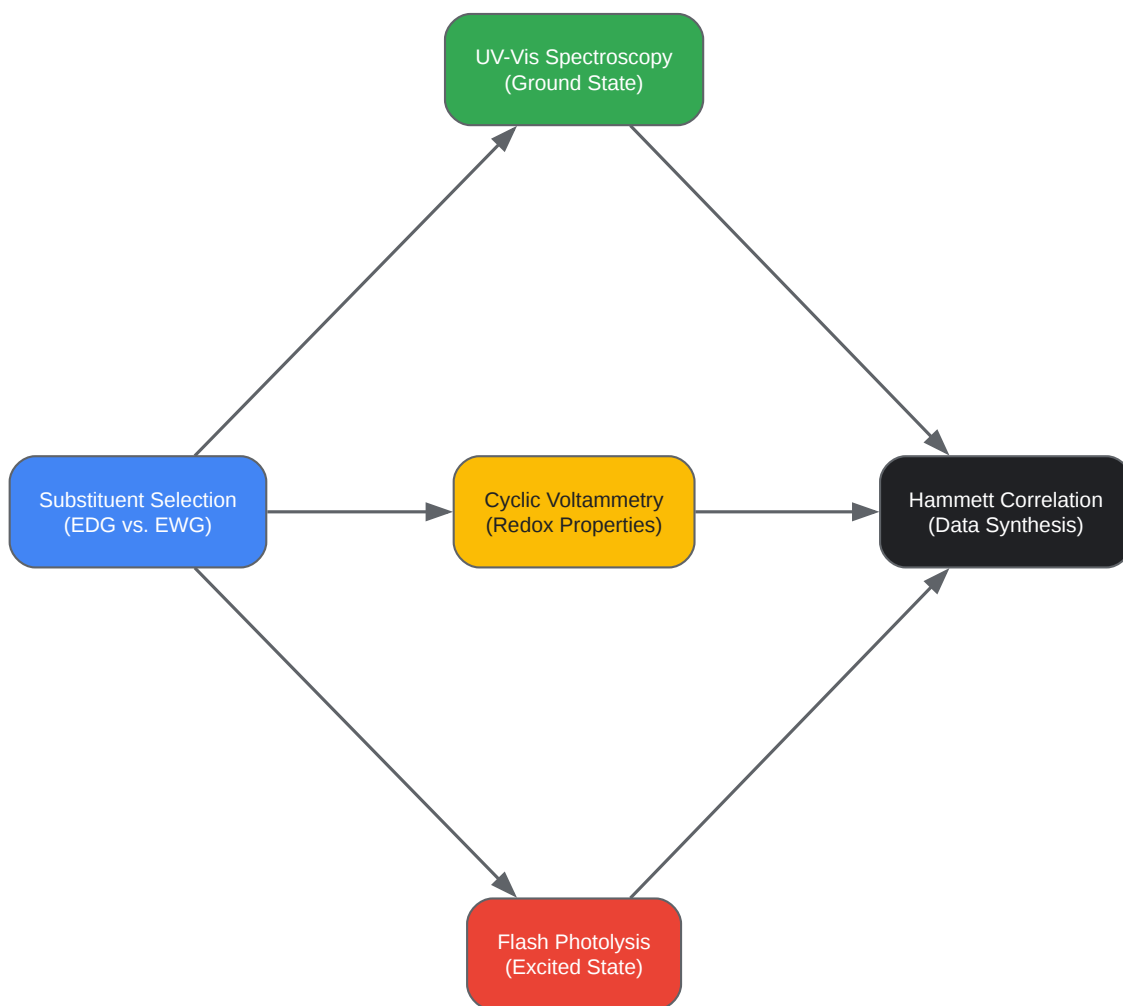 UV-Vis Spectroscopy
(Ground State)
Substituent Selection
(EDG vs. EWG)
Cyclic Voltammetry
(Redox Properties)
Hammett Correlation
(Data Synthesis)
Flash Photolysis
(Excited State)